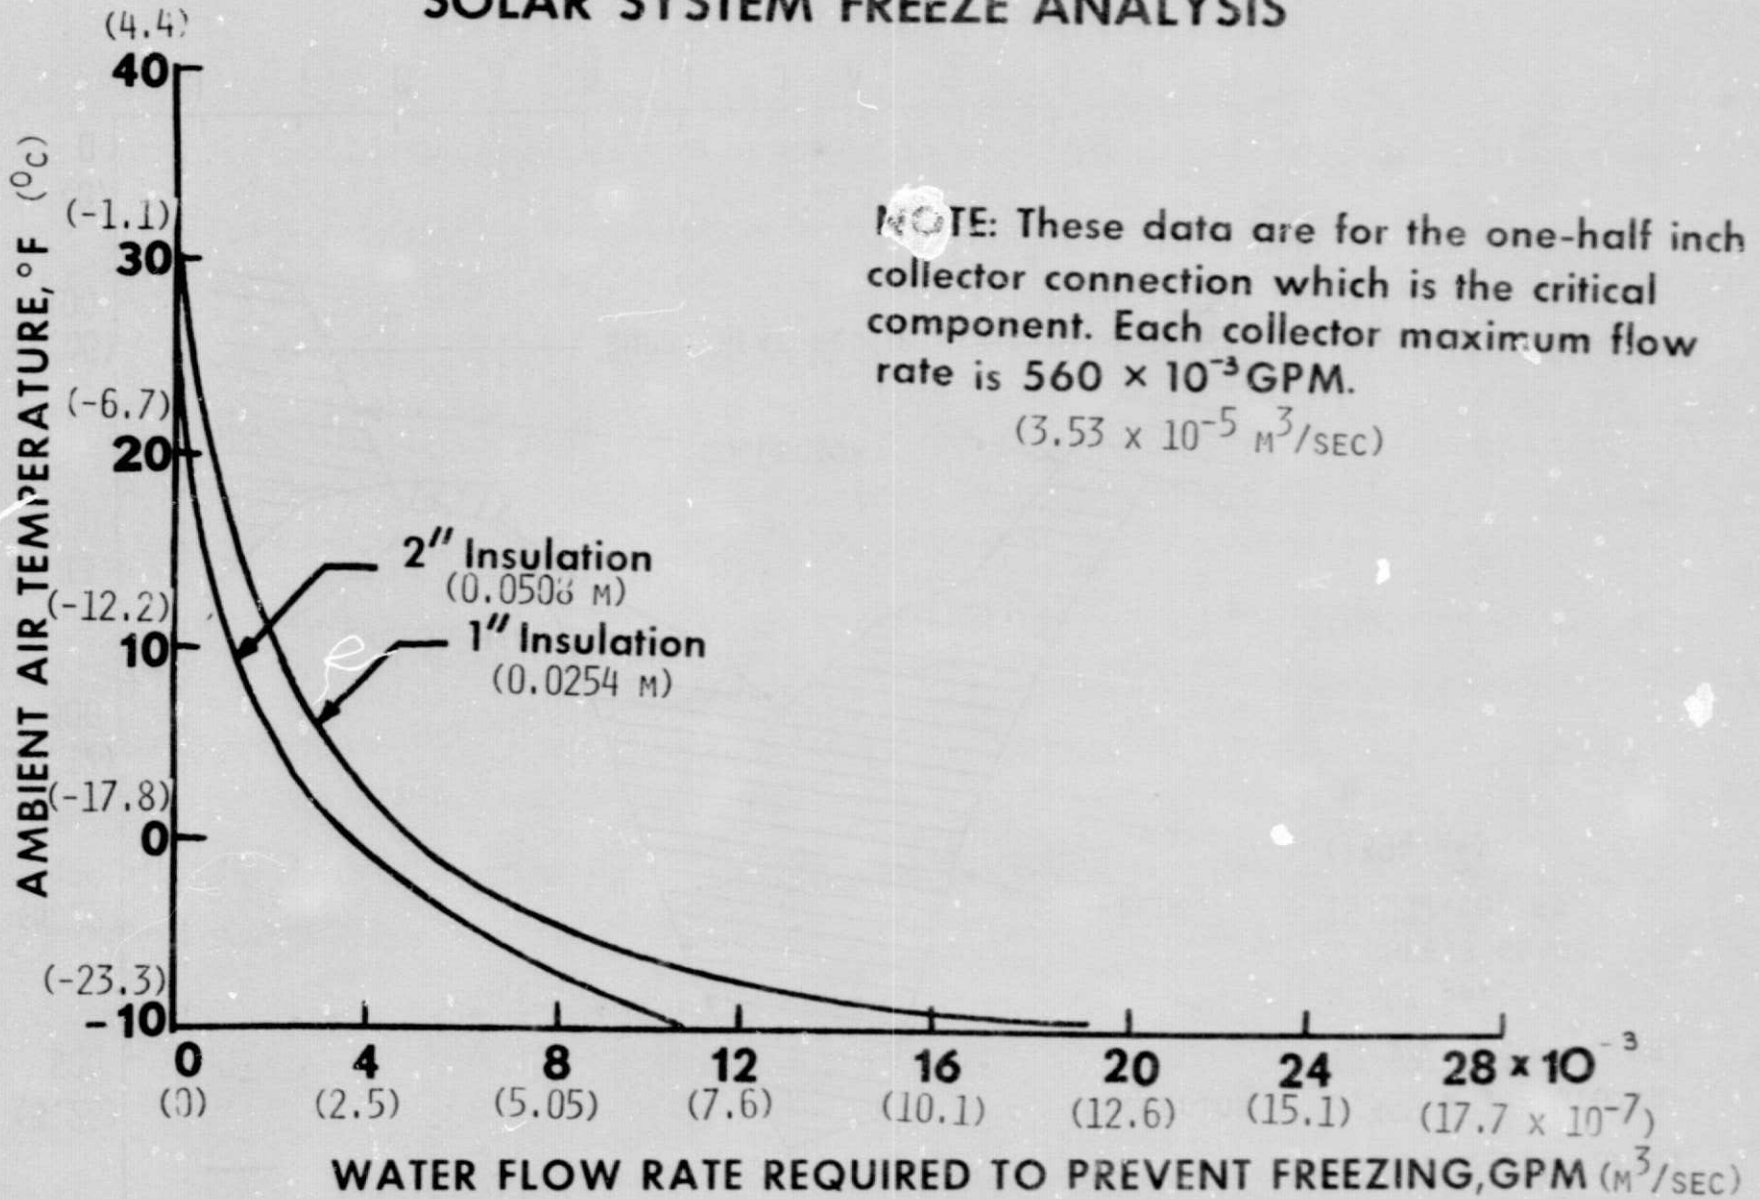 SOLAR SYSTEM FREEZE ANALYSIS
(4.4)
40
(-1.1)
30
(-6.7)
20
(-12.2)
10
(-17.8)
0
(-23.3)
-10
AMBIENT AIR TEMPERATURE, °F (°C)
NOTE: These data are for the one-half inch
collector connection which is the critical
component. Each collector maximum flow
rate is 560 × 10⁻³ GPM.
(3.53 x 10⁻⁵ M³/SEC)
2" Insulation
(0.0508 M)
1" Insulation
(0.0254 M)
0 4 8 12 16 20 24 28 × 10⁻³
(0) (2.5) (5.05) (7.6) (10.1) (12.6) (15.1) (17.7 x 10⁻⁷)
WATER FLOW RATE REQUIRED TO PREVENT FREEZING, GPM (M³/SEC)